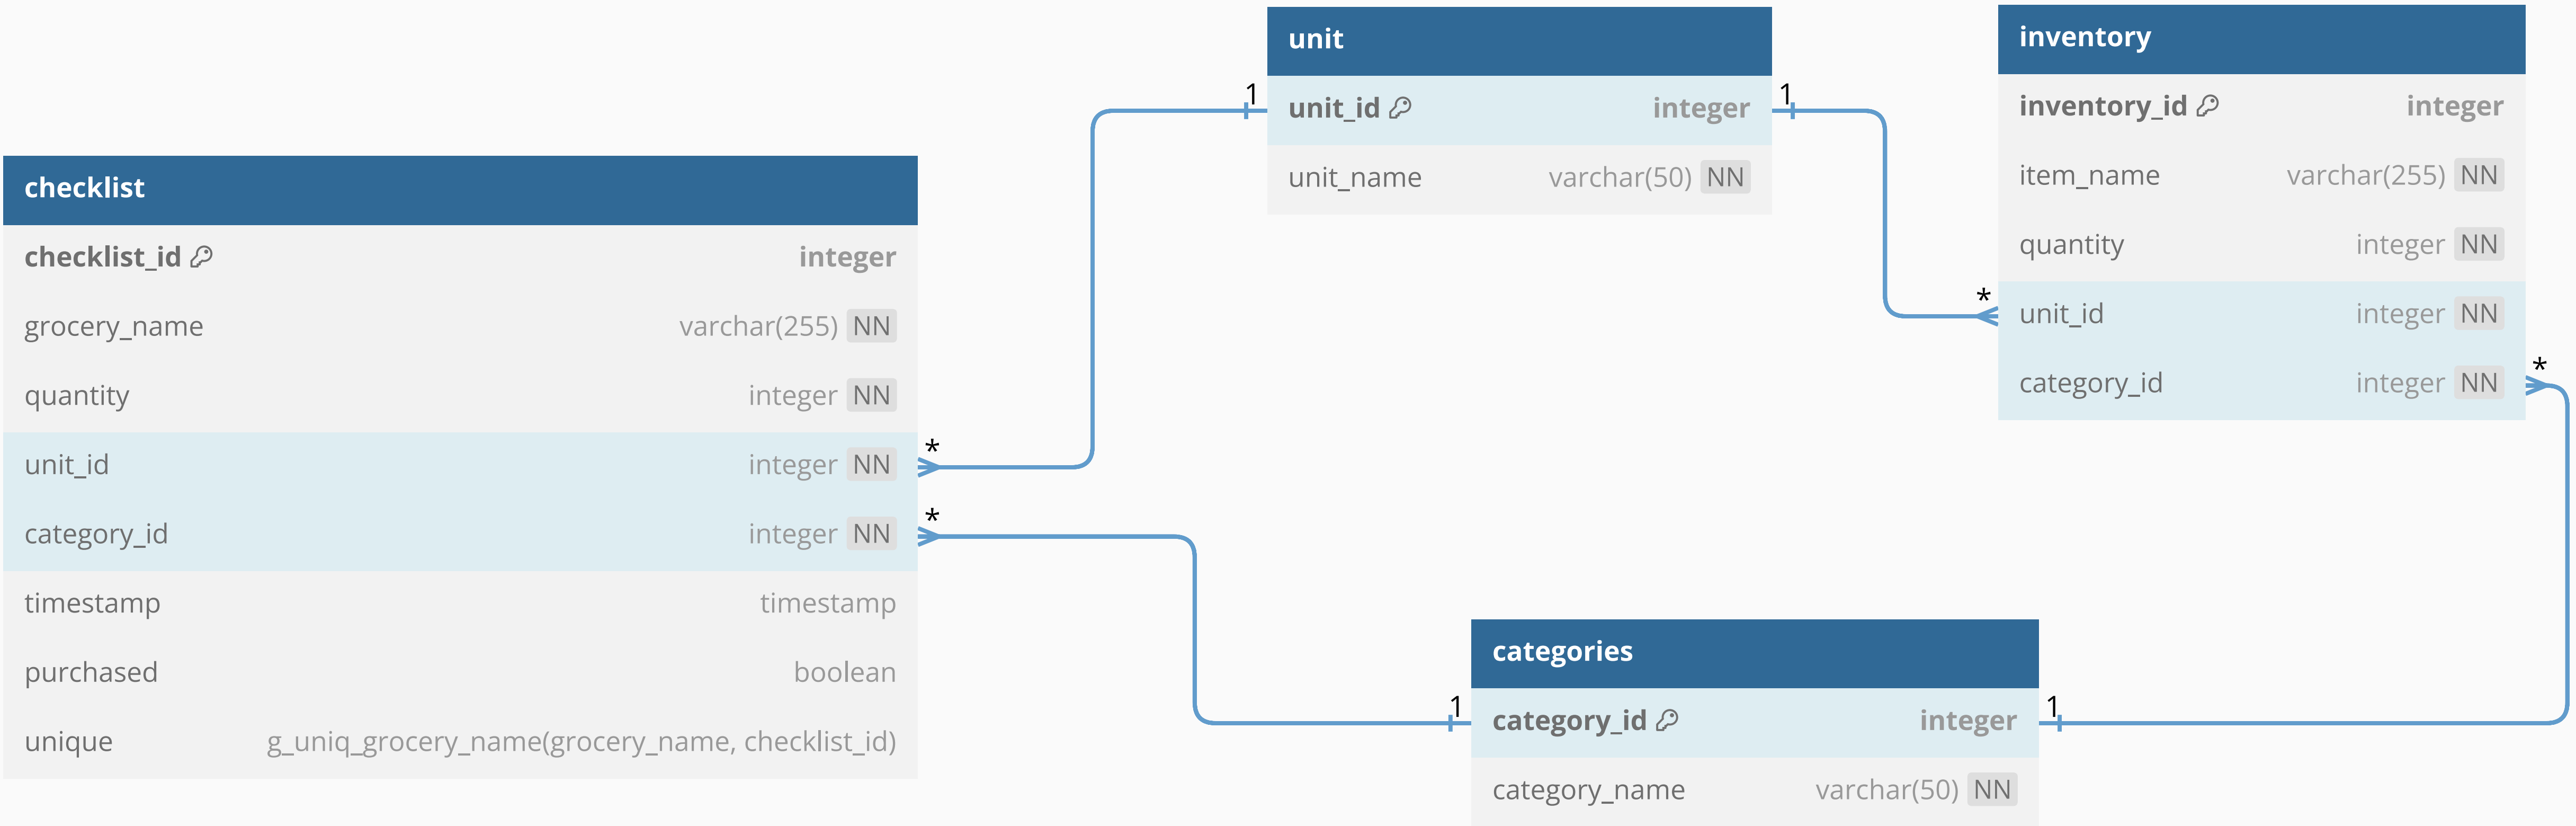 checklist
checklist_id integer
grocery_name varchar(255) NN
quantity integer NN
unit_id integer NN *
category_id integer NN *
timestamp timestamp
purchased boolean
unique g_uniq_grocery_name(grocery_name, checklist_id)
unit
1 unit_id integer 1
unit_name varchar(50) NN
inventory
inventory_id integer
item_name varchar(255) NN
quantity integer NN
* unit_id integer NN
category_id integer NN *
categories
1 category_id integer 1
category_name varchar(50) NN